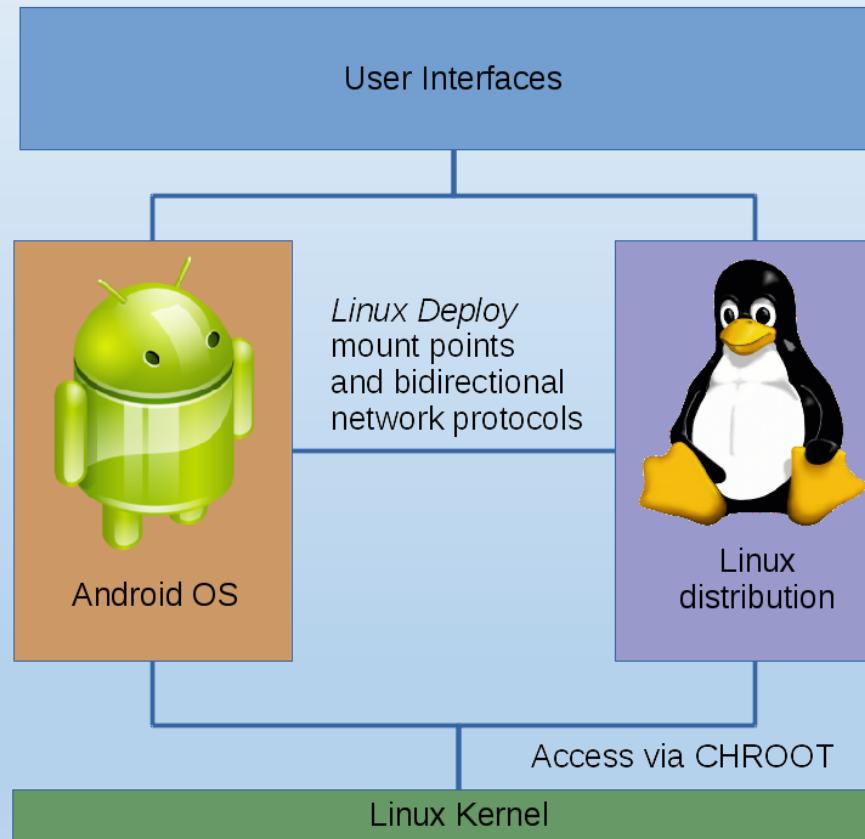 User Interfaces
Linux Deploy
mount points
and bidirectional
network protocols
Android OS
Linux
distribution
Access via CHROOT
Linux Kernel